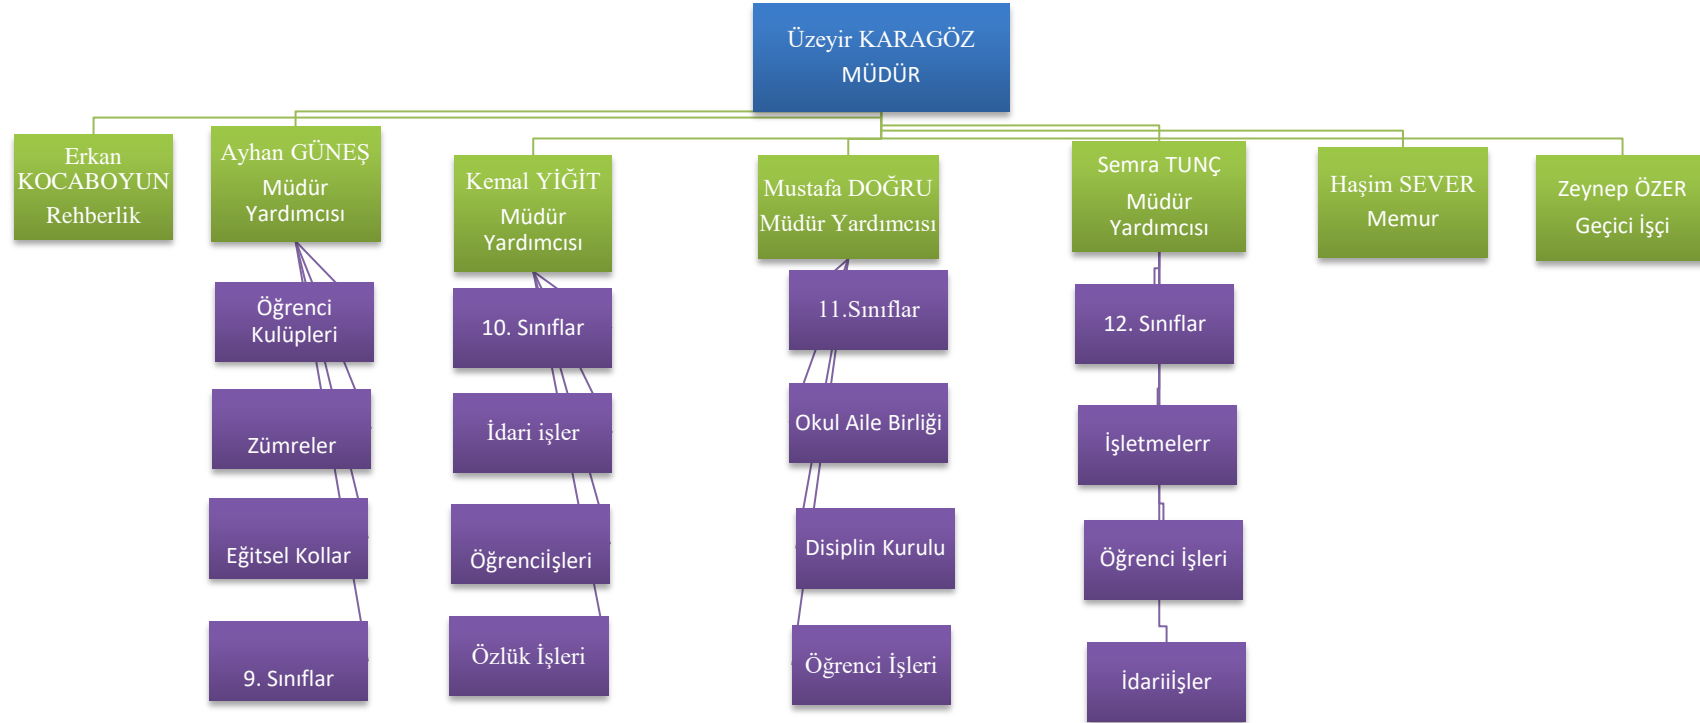 Üzeyir KARAGÖZ
MÜDÜR
Erkan
KOCABOYUN
Rehberlik
Ayhan GÜNEŞ
Müdür
Yardımcısı
Kemal YİĞİT
Müdür
Yardımcısı
Mustafa DOĞRU
Müdür Yardımcısı
Semra TUNÇ
Müdür
Yardımcısı
Haşim SEVER
Memur
Zeynep ÖZER
Geçici İşçi
Öğrenci
Kulüpleri
Zümreler
Eğitsel Kollar
9. Sınıflar
10. Sınıflar
İdari işler
Öğrenciİşleri
Özlük İşleri
11.Sınıflar
Okul Aile Birliği
Disiplin Kurulu
Öğrenci İşleri
12. Sınıflar
İşletmelerr
Öğrenci İşleri
İdariiİşler